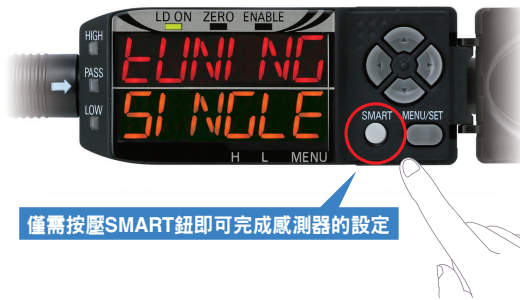 LD ON ZERO ENABLE
HIGH
PASS
LOW
tUNI NG
SI NGLE
H L MENU
SMART MENU/SET
僅需按壓SMART鈕即可完成感測器的設定